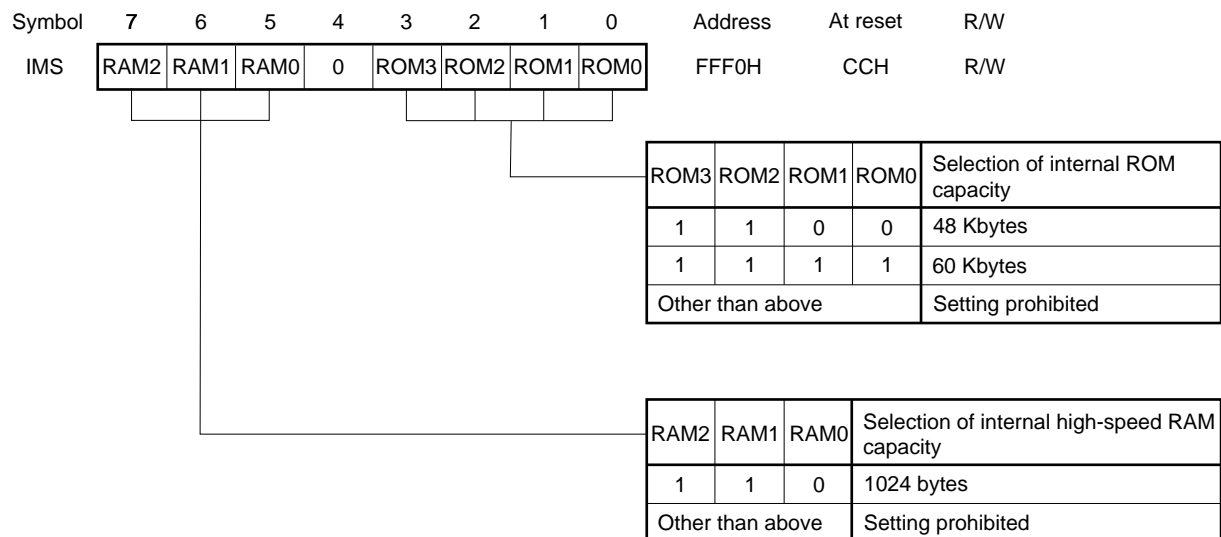 Symbol 7 6 5 4 3 2 1 0 Address At reset R/W
IMS RAM2 RAM1 RAM0 0 ROM3 ROM2 ROM1 ROM0 FFF0H CCH R/W
ROM3 ROM2 ROM1 ROM0 Selection of internal ROM
capacity
1 1 0 0 48 Kbytes
1 1 1 1 60 Kbytes
Other than above Setting prohibited
RAM2 RAM1 RAM0 Selection of internal high-speed RAM
capacity
1 1 0 1024 bytes
Other than above Setting prohibited